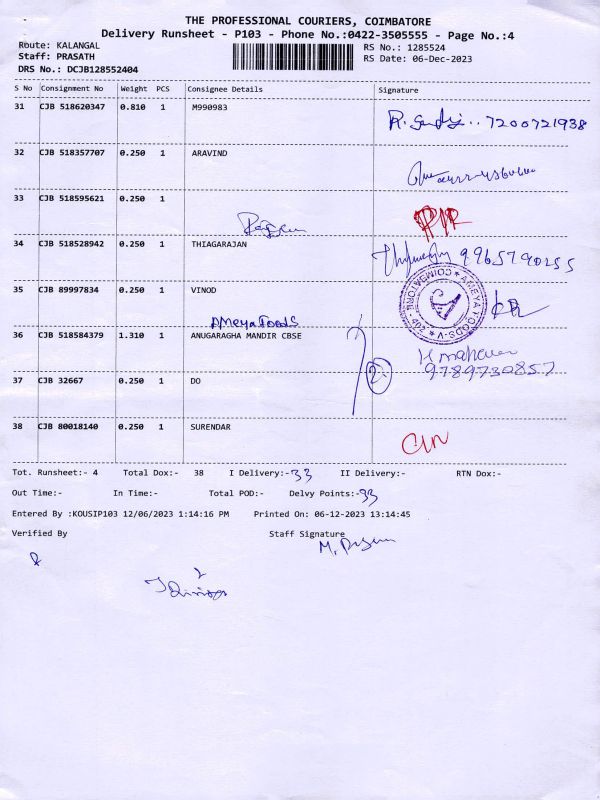 THE PROFESSIONAL COURIERS, COIMBATORE
Delivery Runsheet - P103 - Phone No.:0422-3505555 - Page No.:4
Route: KALANGAL
RS No.: 1285524
Staff: PRASATH
RS Date: 06-Dec-2023
DRS No.: DCJB128552404
S No Consignment No Weight PCS Consignee Details Signature
31 CJB 518620347 0.810 1 M990983
7200721938
32 CJB 518357707 0.250 1 ARAVIND
33 CJB 518595621 0.250 1
34 CJB 518528942 0.250 1 THIAGARAJAN
9965790255
35 CJB 89997834 0.250 1 VINOD
AMEYA FOODS
COIMBATORE
Ameya Foods
36 CJB 518584379 1.310 1 ANUGARAGHA MANDIR CBSE
9789730857
37 CJB 32667 0.250 1 DO
2
38 CJB 80018140 0.250 1 SURENDAR
Tot. Runsheet:- 4 Total Dox:- 38 I Delivery:-33 II Delivery:- RTN Dox:-
Out Time:- In Time:- Total POD:- Delvy Points:-33
Entered By :KOUSIP103 12/06/2023 1:14:16 PM Printed On: 06-12-2023 13:14:45
Verified By Staff Signature